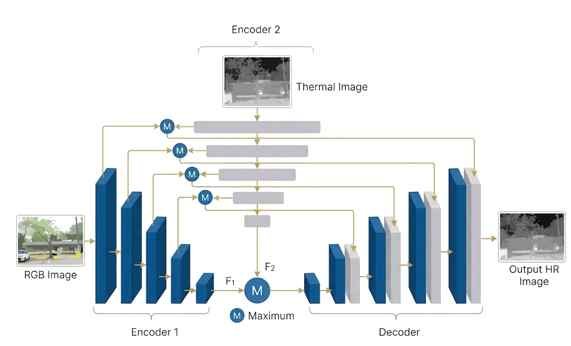 Encoder 2
Thermal Image
M
M
M
M
RGB Image
F1
F2
M
Output HR
Image
M Maximum
Encoder 1
Decoder